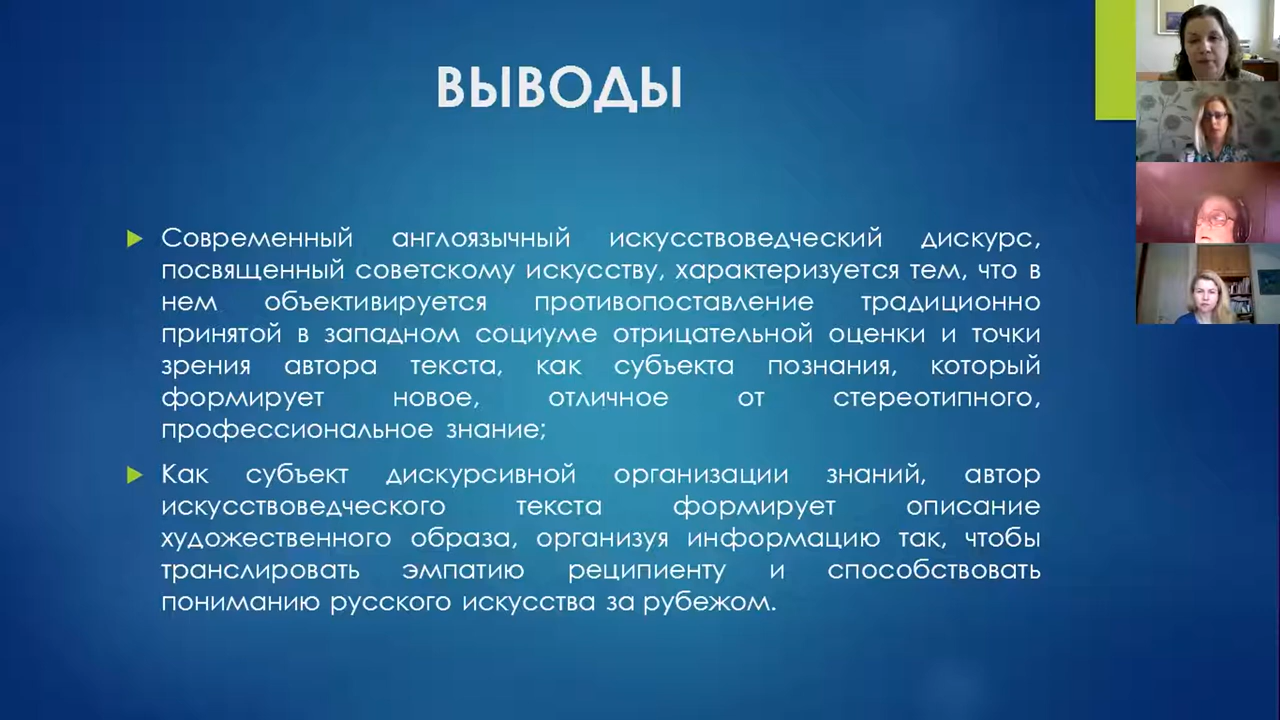 ВЫВОДЫ
Современный англоязычный искусствоведческий дискурс,
посвященный советскому искусству, характеризуется тем, что в
нем объективируется противопоставление традиционно
принятой в западном социуме отрицательной оценки и точки
зрения автора текста, как субъекта познания, который
формирует новое, отличное от стереотипного,
профессиональное знание;
Как субъект дискурсивной организации знаний, автор
искусствоведческого текста формирует описание
художественного образа, организуя информацию так, чтобы
транслировать эмпатию реципиенту и способствовать
пониманию русского искусства за рубежом.